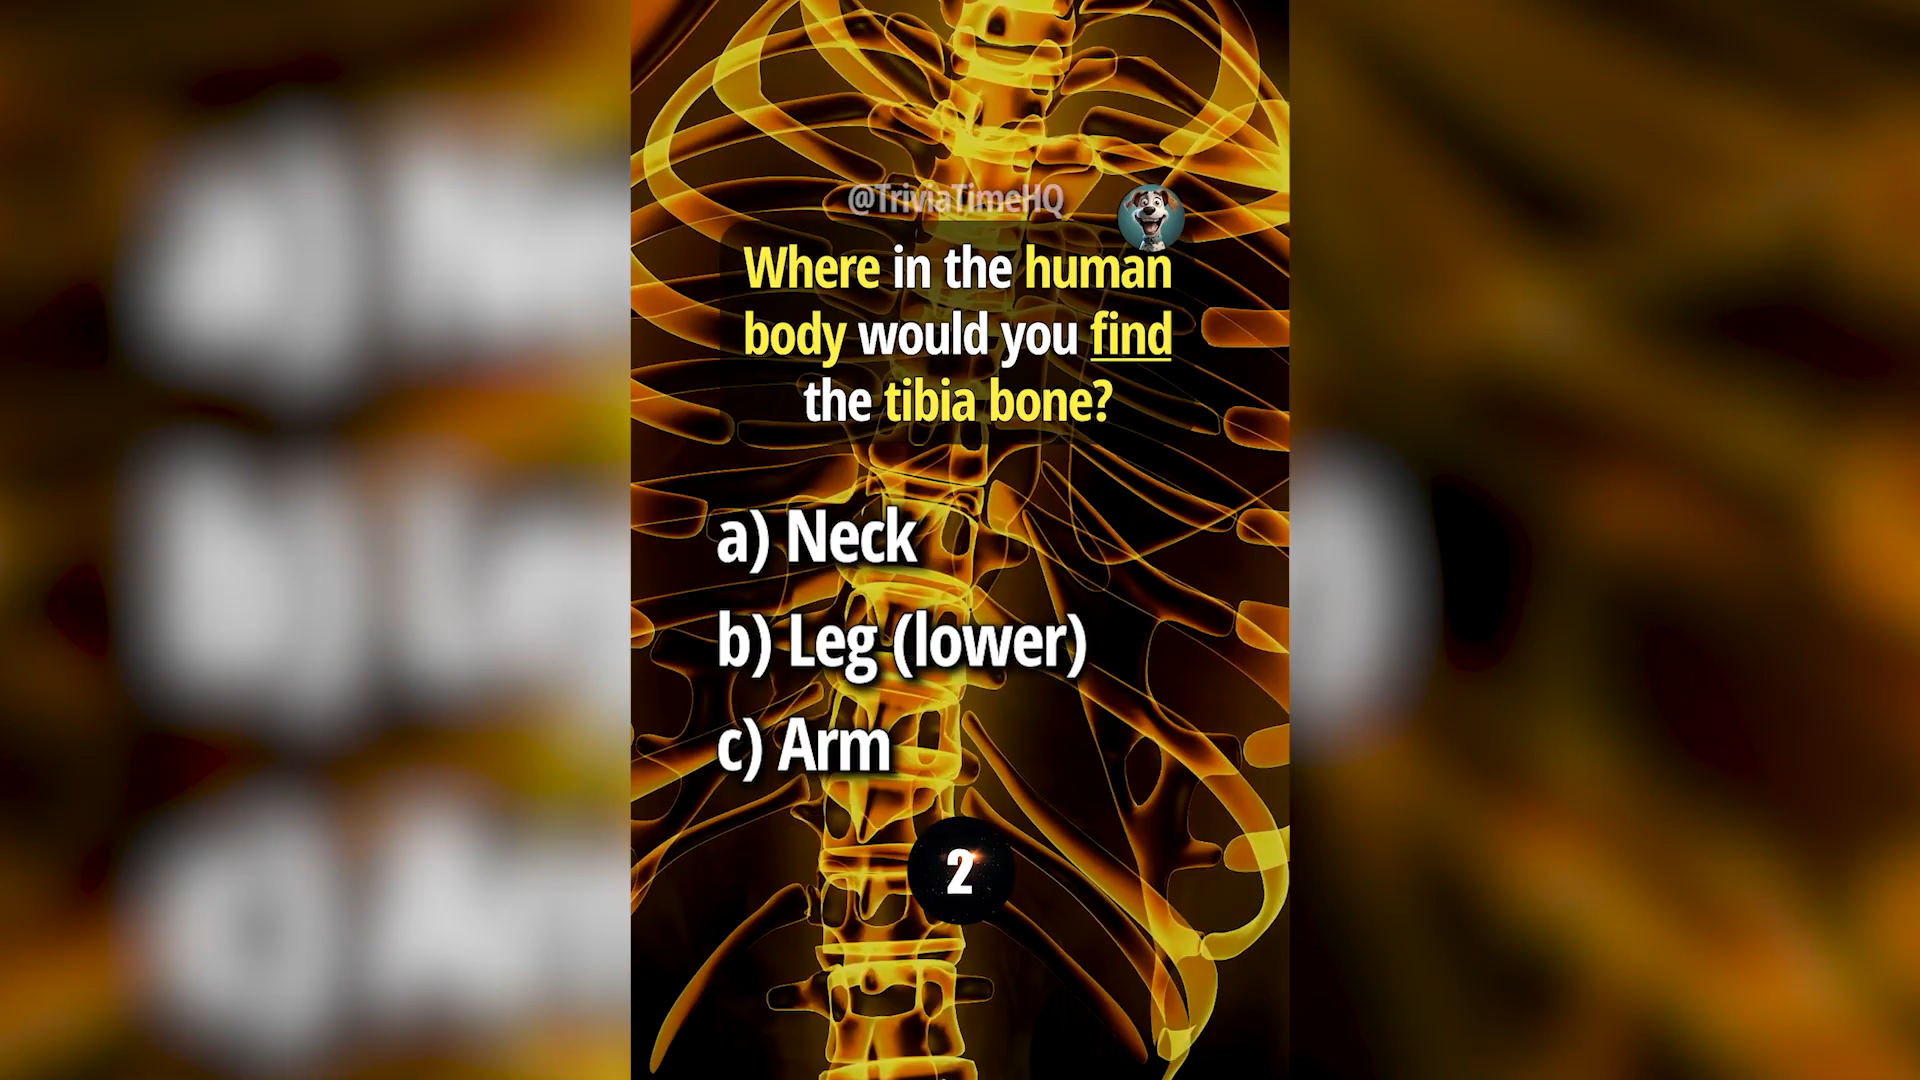 @TriviaTimeHQ
Where in the human
body would you find
the tibia bone?
a) Neck
b) Leg (lower)
c) Arm
2